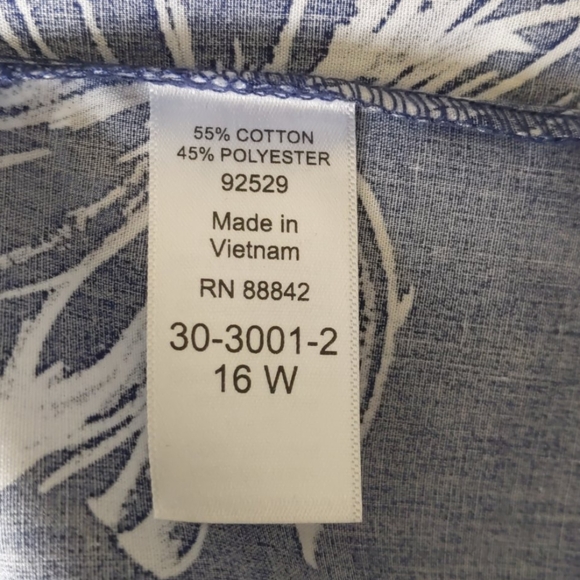 55% COTTON
45% POLYESTER
92529
Made in
Vietnam
RN 88842
30-3001-2
16 W